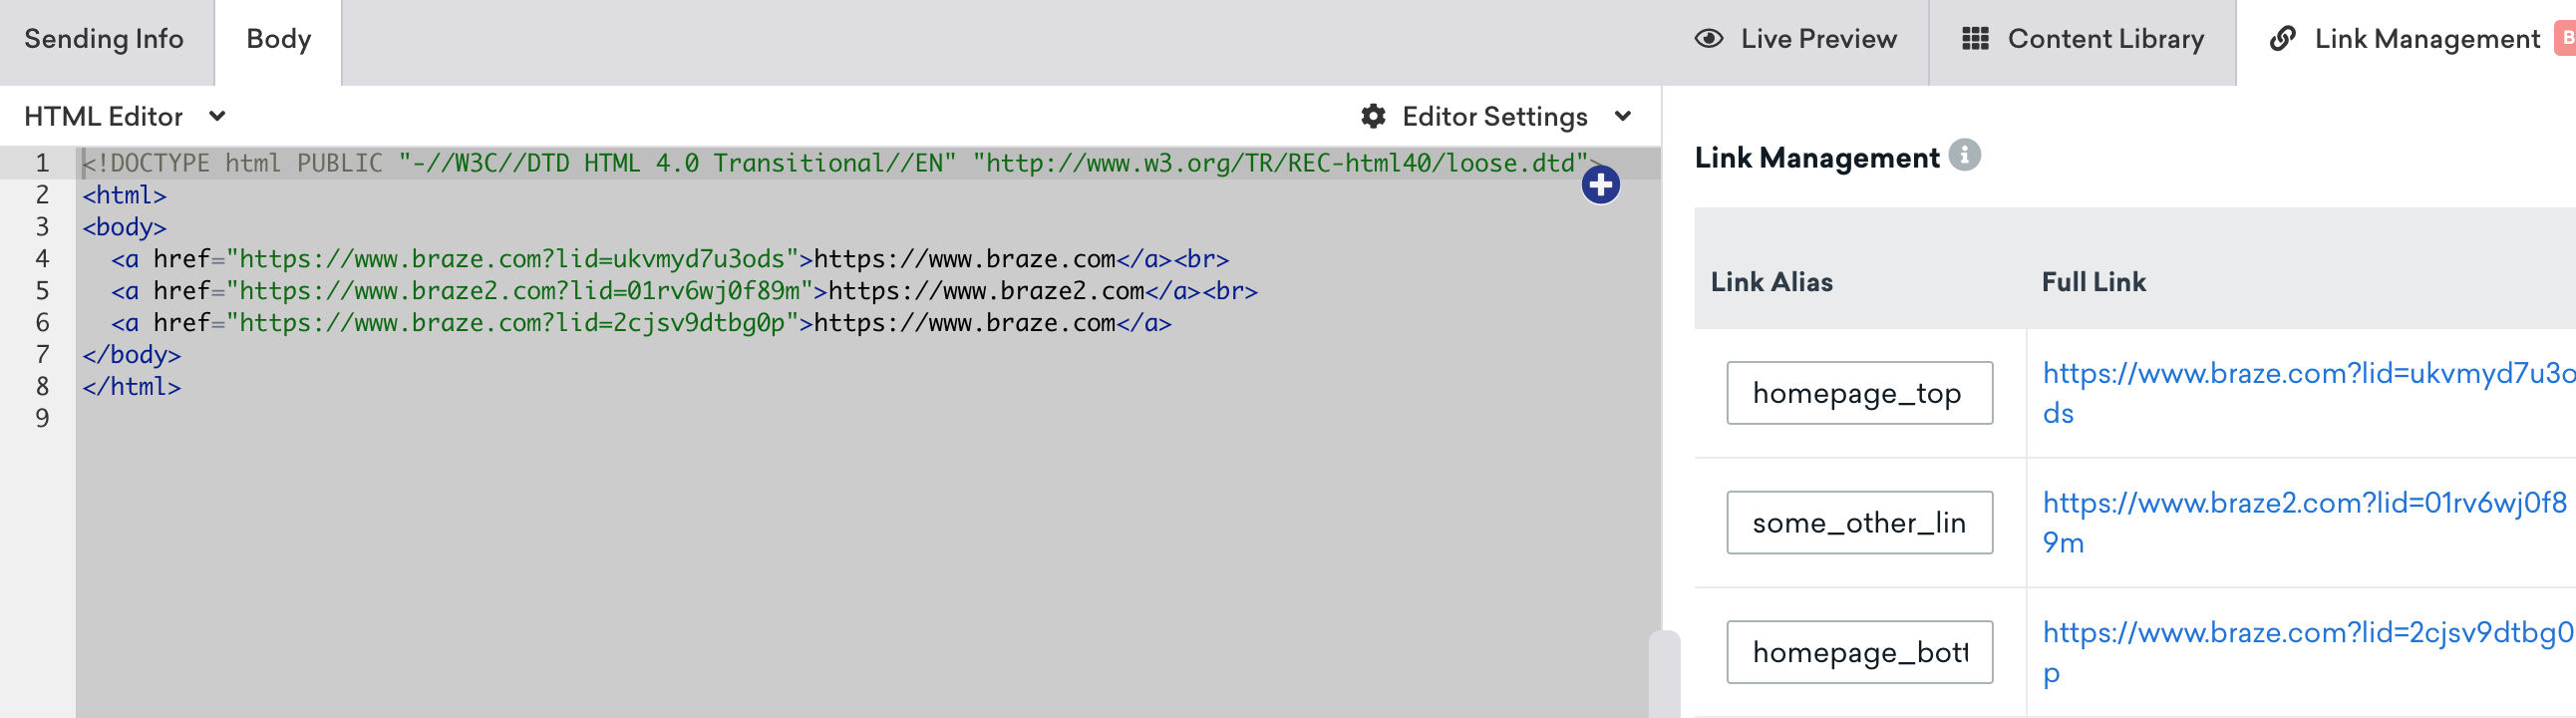 Sending Info
Body
Live Preview
Content Library
Link Management
B
HTML Editor
Editor Settings
1 <!DOCTYPE html PUBLIC "-//W3C//DTD HTML 4.0 Transitional//EN" "http://www.w3.org/TR/REC-html40/loose.dtd">
2 <html>
3 <body>
4 <a href="https://www.braze.com?lid=ukvmyd7u3ods">https://www.braze.com</a><br>
5 <a href="https://www.braze2.com?lid=01rv6wj0f89m">https://www.braze2.com</a><br>
6 <a href="https://www.braze.com?lid=2cjsv9dtbg0p">https://www.braze.com</a>
7 </body>
8 </html>
9
Link Management
Link Alias
Full Link
homepage_top
https://www.braze.com?lid=ukvmyd7u3o
ds
some_other_lin
https://www.braze2.com?lid=01rv6wj0f8
9m
homepage_bott
https://www.braze.com?lid=2cjsv9dtbg0
p